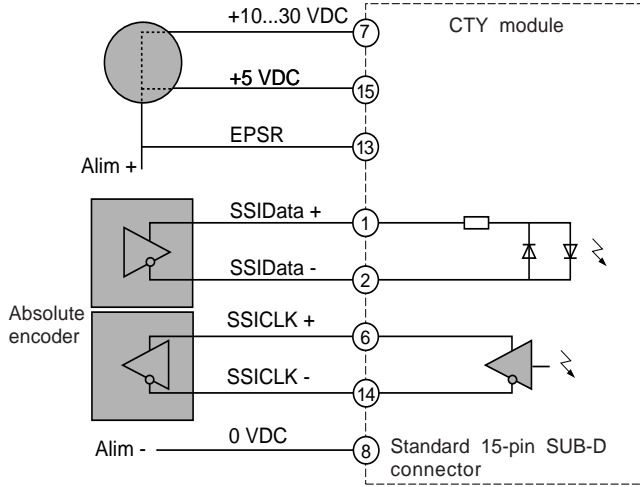 +10...30 VDC
7
CTY module
+5 VDC
15
EPSR
13
Alim +
SSIData +
1
SSIData -
2
Absolute
encoder
SSICLK +
6
SSICLK -
14
Alim -
0 VDC
8
Standard 15-pin SUB-D
connector